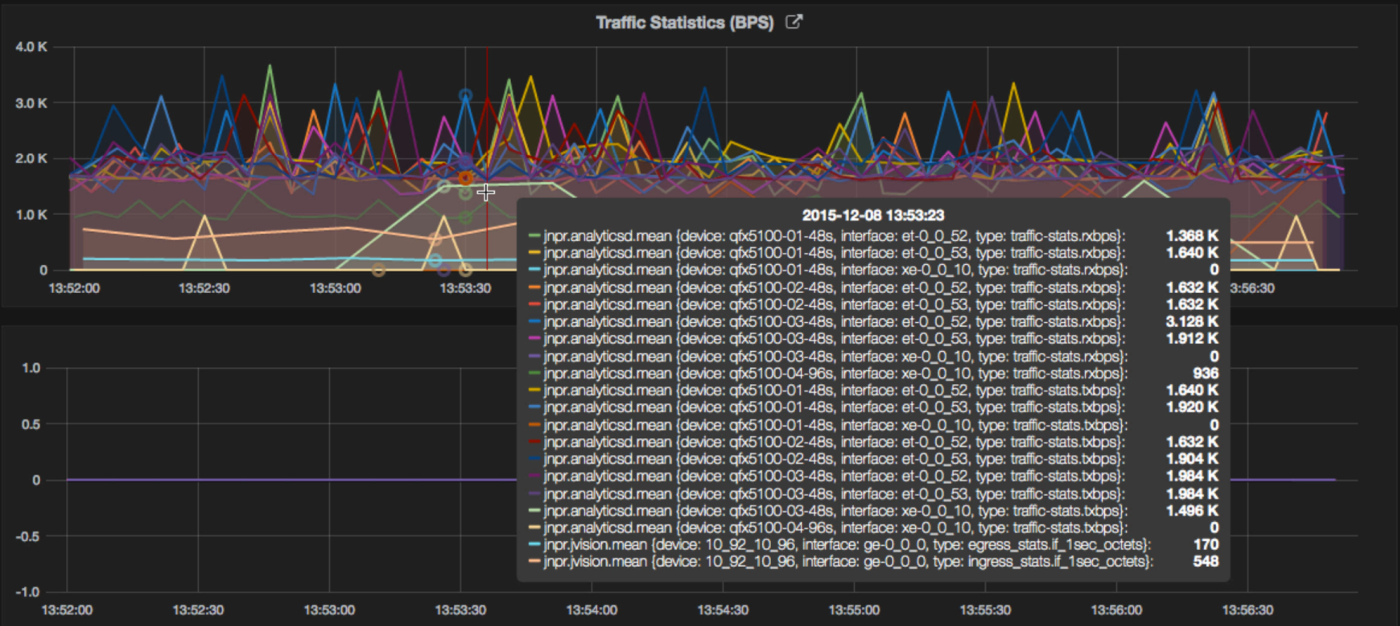 Traffic Statistics (BPS)
4.0 K
3.0 K
2.0 K
1.0 K
0
13:52:00 13:52:30 13:53:00 13:53:30 3:56:30
2015-12-08 13:53:23
jnpr.analyticsd.mean {device: qfx5100-01-48s, interface: et-0_0_52, type: traffic-stats.rxbps}: 1.368 K
jnpr.analyticsd.mean {device: qfx5100-01-48s, interface: et-0_0_53, type: traffic-stats.rxbps}: 1.640 K
jnpr.analyticsd.mean {device: qfx5100-01-48s, interface: xe-0_0_10, type: traffic-stats.rxbps}: 0
jnpr.analyticsd.mean {device: qfx5100-02-48s, interface: et-0_0_52, type: traffic-stats.rxbps}: 1.632 K
jnpr.analyticsd.mean {device: qfx5100-02-48s, interface: et-0_0_53, type: traffic-stats.rxbps}: 1.632 K
jnpr.analyticsd.mean {device: qfx5100-03-48s, interface: et-0_0_52, type: traffic-stats.rxbps}: 3.128 K
jnpr.analyticsd.mean {device: qfx5100-03-48s, interface: et-0_0_53, type: traffic-stats.rxbps}: 1.912 K
jnpr.analyticsd.mean {device: qfx5100-03-48s, interface: xe-0_0_10, type: traffic-stats.rxbps}: 0
jnpr.analyticsd.mean {device: qfx5100-04-96s, interface: xe-0_0_10, type: traffic-stats.rxbps}: 936
jnpr.analyticsd.mean {device: qfx5100-01-48s, interface: et-0_0_52, type: traffic-stats.txbps}: 1.640 K
jnpr.analyticsd.mean {device: qfx5100-01-48s, interface: et-0_0_53, type: traffic-stats.txbps}: 1.920 K
jnpr.analyticsd.mean {device: qfx5100-01-48s, interface: xe-0_0_10, type: traffic-stats.txbps}: 0
jnpr.analyticsd.mean {device: qfx5100-02-48s, interface: et-0_0_52, type: traffic-stats.txbps}: 1.632 K
jnpr.analyticsd.mean {device: qfx5100-02-48s, interface: et-0_0_53, type: traffic-stats.txbps}: 1.904 K
jnpr.analyticsd.mean {device: qfx5100-03-48s, interface: et-0_0_52, type: traffic-stats.txbps}: 1.984 K
jnpr.analyticsd.mean {device: qfx5100-03-48s, interface: et-0_0_53, type: traffic-stats.txbps}: 1.984 K
jnpr.analyticsd.mean {device: qfx5100-03-48s, interface: xe-0_0_10, type: traffic-stats.txbps}: 1.496 K
jnpr.analyticsd.mean {device: qfx5100-04-96s, interface: xe-0_0_10, type: traffic-stats.txbps}: 0
jnpr.jvision.mean {device: 10_92_10_96, interface: ge-0_0_0, type: egress_stats.if_1sec_octets}: 170
jnpr.jvision.mean {device: 10_92_10_96, interface: ge-0_0_0, type: ingress_stats.if_1sec_octets}: 548
1.0
0.5
0
-0.5
-1.0
13:52:00 13:52:30 13:53:00 13:53:30 13:54:00 13:54:30 13:55:00 13:55:30 13:56:00 13:56:30